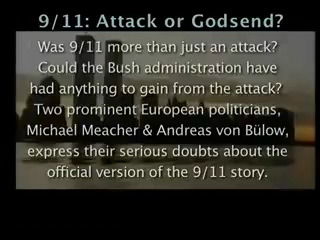 9/11: Attack or Godsend?
Was 9/11 more than just an attack?
Could the Bush administration have
had anything to gain from the attack?
Two prominent European politicians,
Michael Meacher & Andreas von Bülow,
express their serious doubts about the
official version of the 9/11 story.